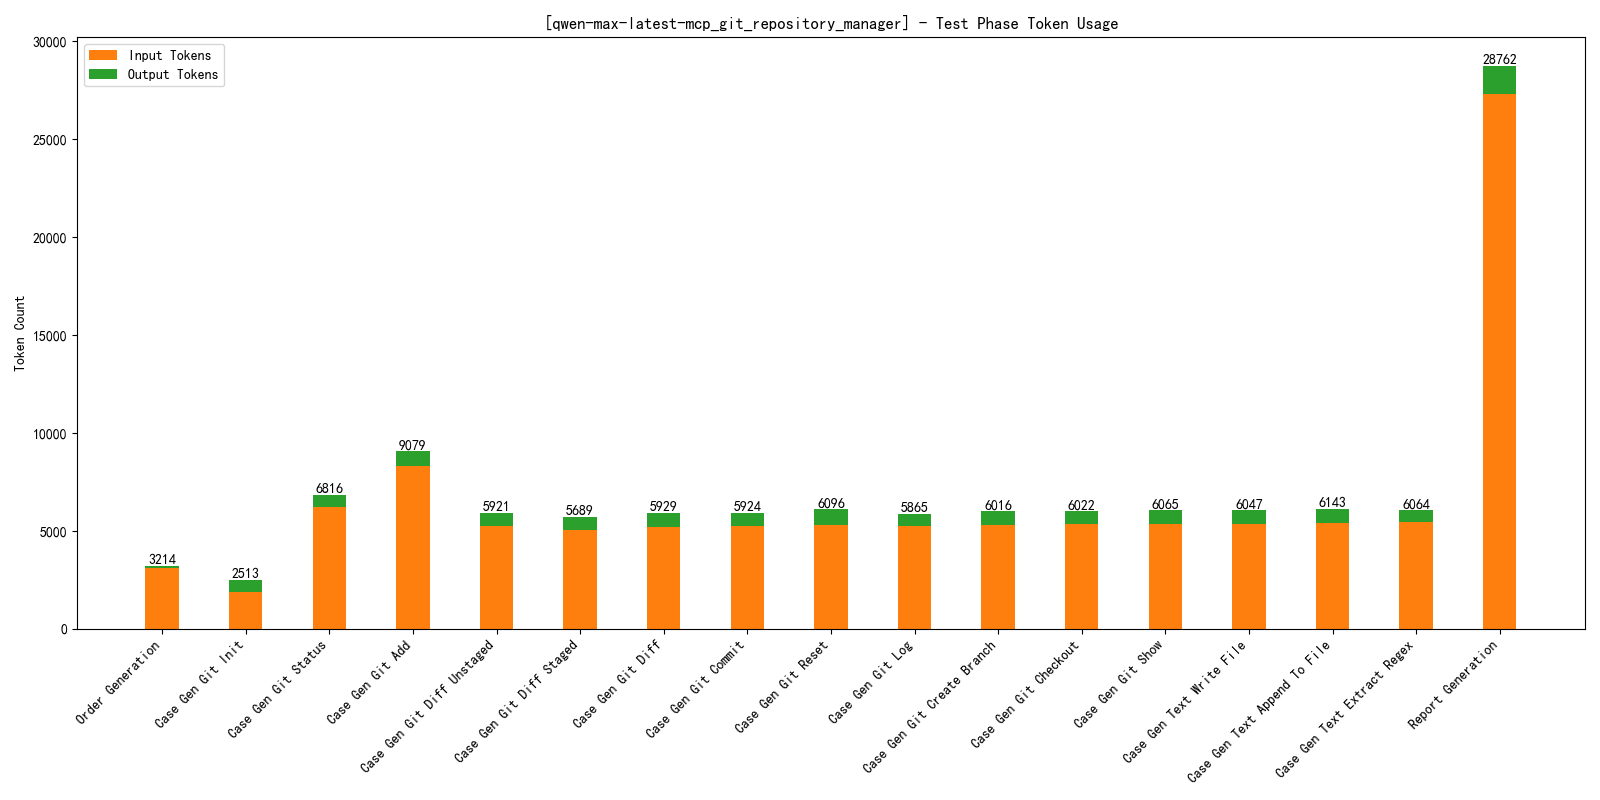 [qwen-max-latest-mcp_git_repository_manager] - Test Phase Token Usage
Input Tokens
Output Tokens
Token Count
30000
25000
20000
15000
10000
5000
0
3214
2513
6816
9079
5921
5689
5929
5924
6096
5865
6016
6022
6065
6047
6143
6064
28762
Order Generation
Case Gen Git Init
Case Gen Git Status
Case Gen Git Add
Case Gen Git Diff Unstaged
Case Gen Git Diff Staged
Case Gen Git Diff
Case Gen Git Commit
Case Gen Git Reset
Case Gen Git Log
Case Gen Git Create Branch
Case Gen Git Checkout
Case Gen Git Show
Case Gen Text Write File
Case Gen Text Append To File
Case Gen Text Extract Regex
Report Generation